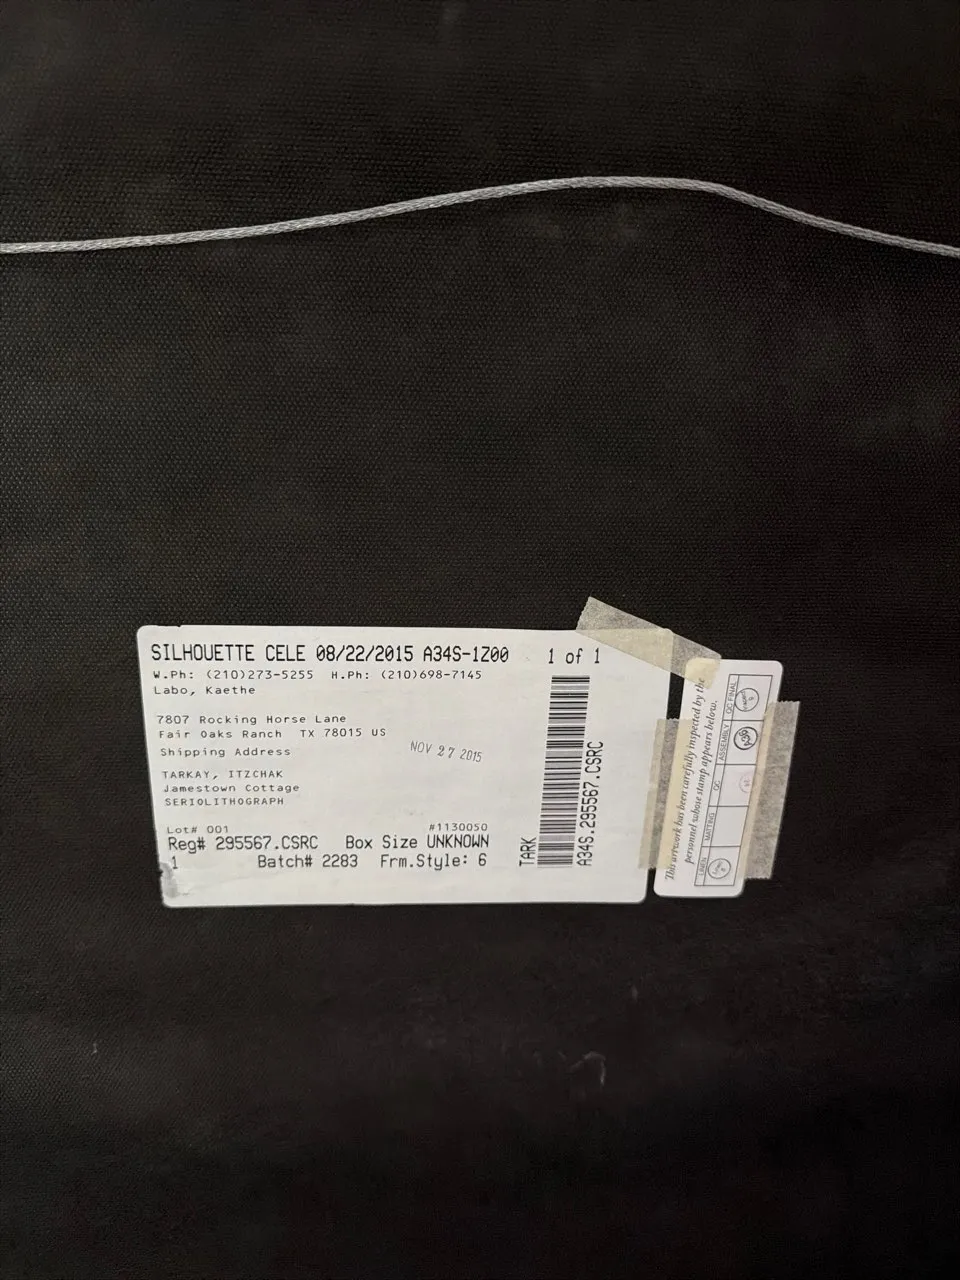 SILHOUETTE CELE 08/22/2015 A34S-1Z00 1 of 1
W.Ph: (210)273-5255 H.Ph: (210)698-7145
Labo, Kaethe
7807 Rocking Horse Lane
Fair Oaks Ranch TX 78015 US
Shipping Address
NOV 27 2015
TARKAY, ITZCHAK
Jamestown Cottage
SERIOLITHOGRAPH
Lot# 001 #1130050
Reg# 295567.CSRC Box Size UNKNOWN
1 Batch# 2283 Frm.Style: 6
TARK
A34S.295567.CSRC
This artwork has been carefully inspected by the
personnel whose stamp appears below.
LINEN MATTING QC ASSEMBLY QC FINAL